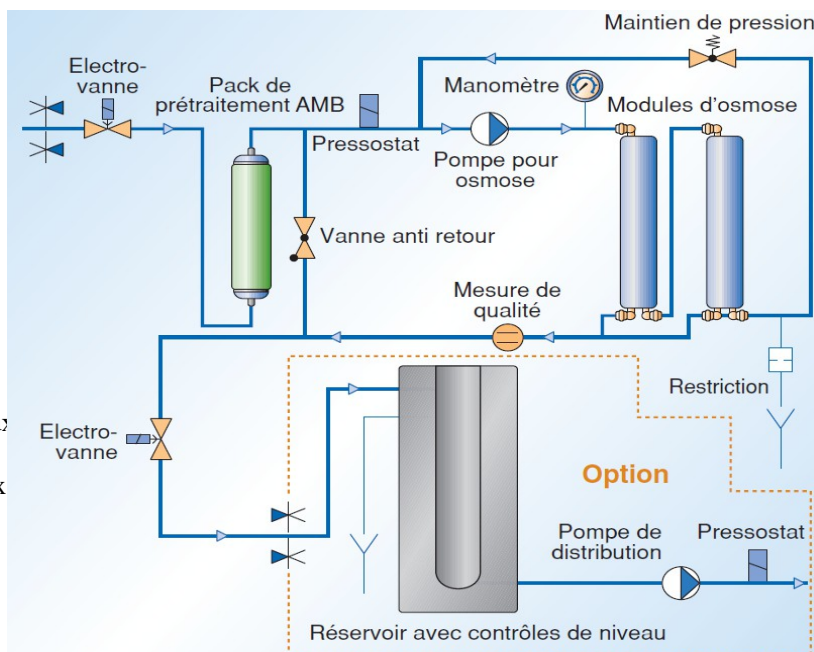 Maintien de pression
Electro-
vanne
Pack de
prétraitement AMB
Manomètre
Modules d'osmose
Pressostat
Pompe pour
osmose
Vanne anti retour
Mesure de
qualité
Restriction
x
Electro-
vanne
x
Option
Pompe de
distribution
Pressostat
Réservoir avec contrôles de niveau